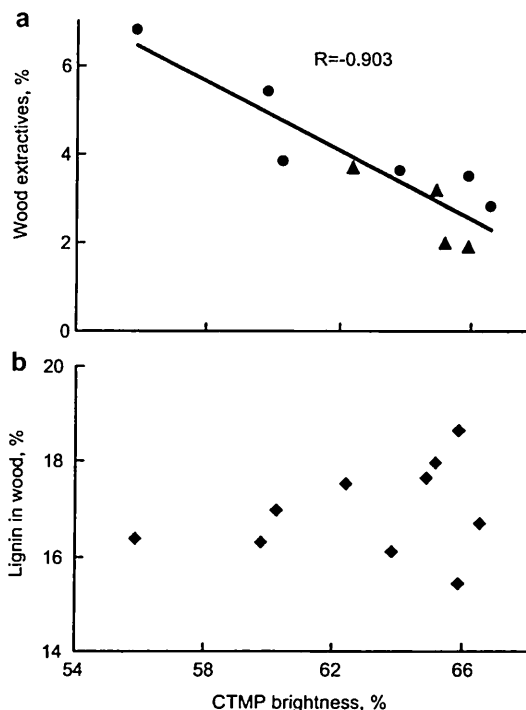 a
Wood extractives, %
6
4
2
0
R=-0.903
b
Lignin in wood, %
20
18
16
14
54 58 62 66
CTMP brightness, %